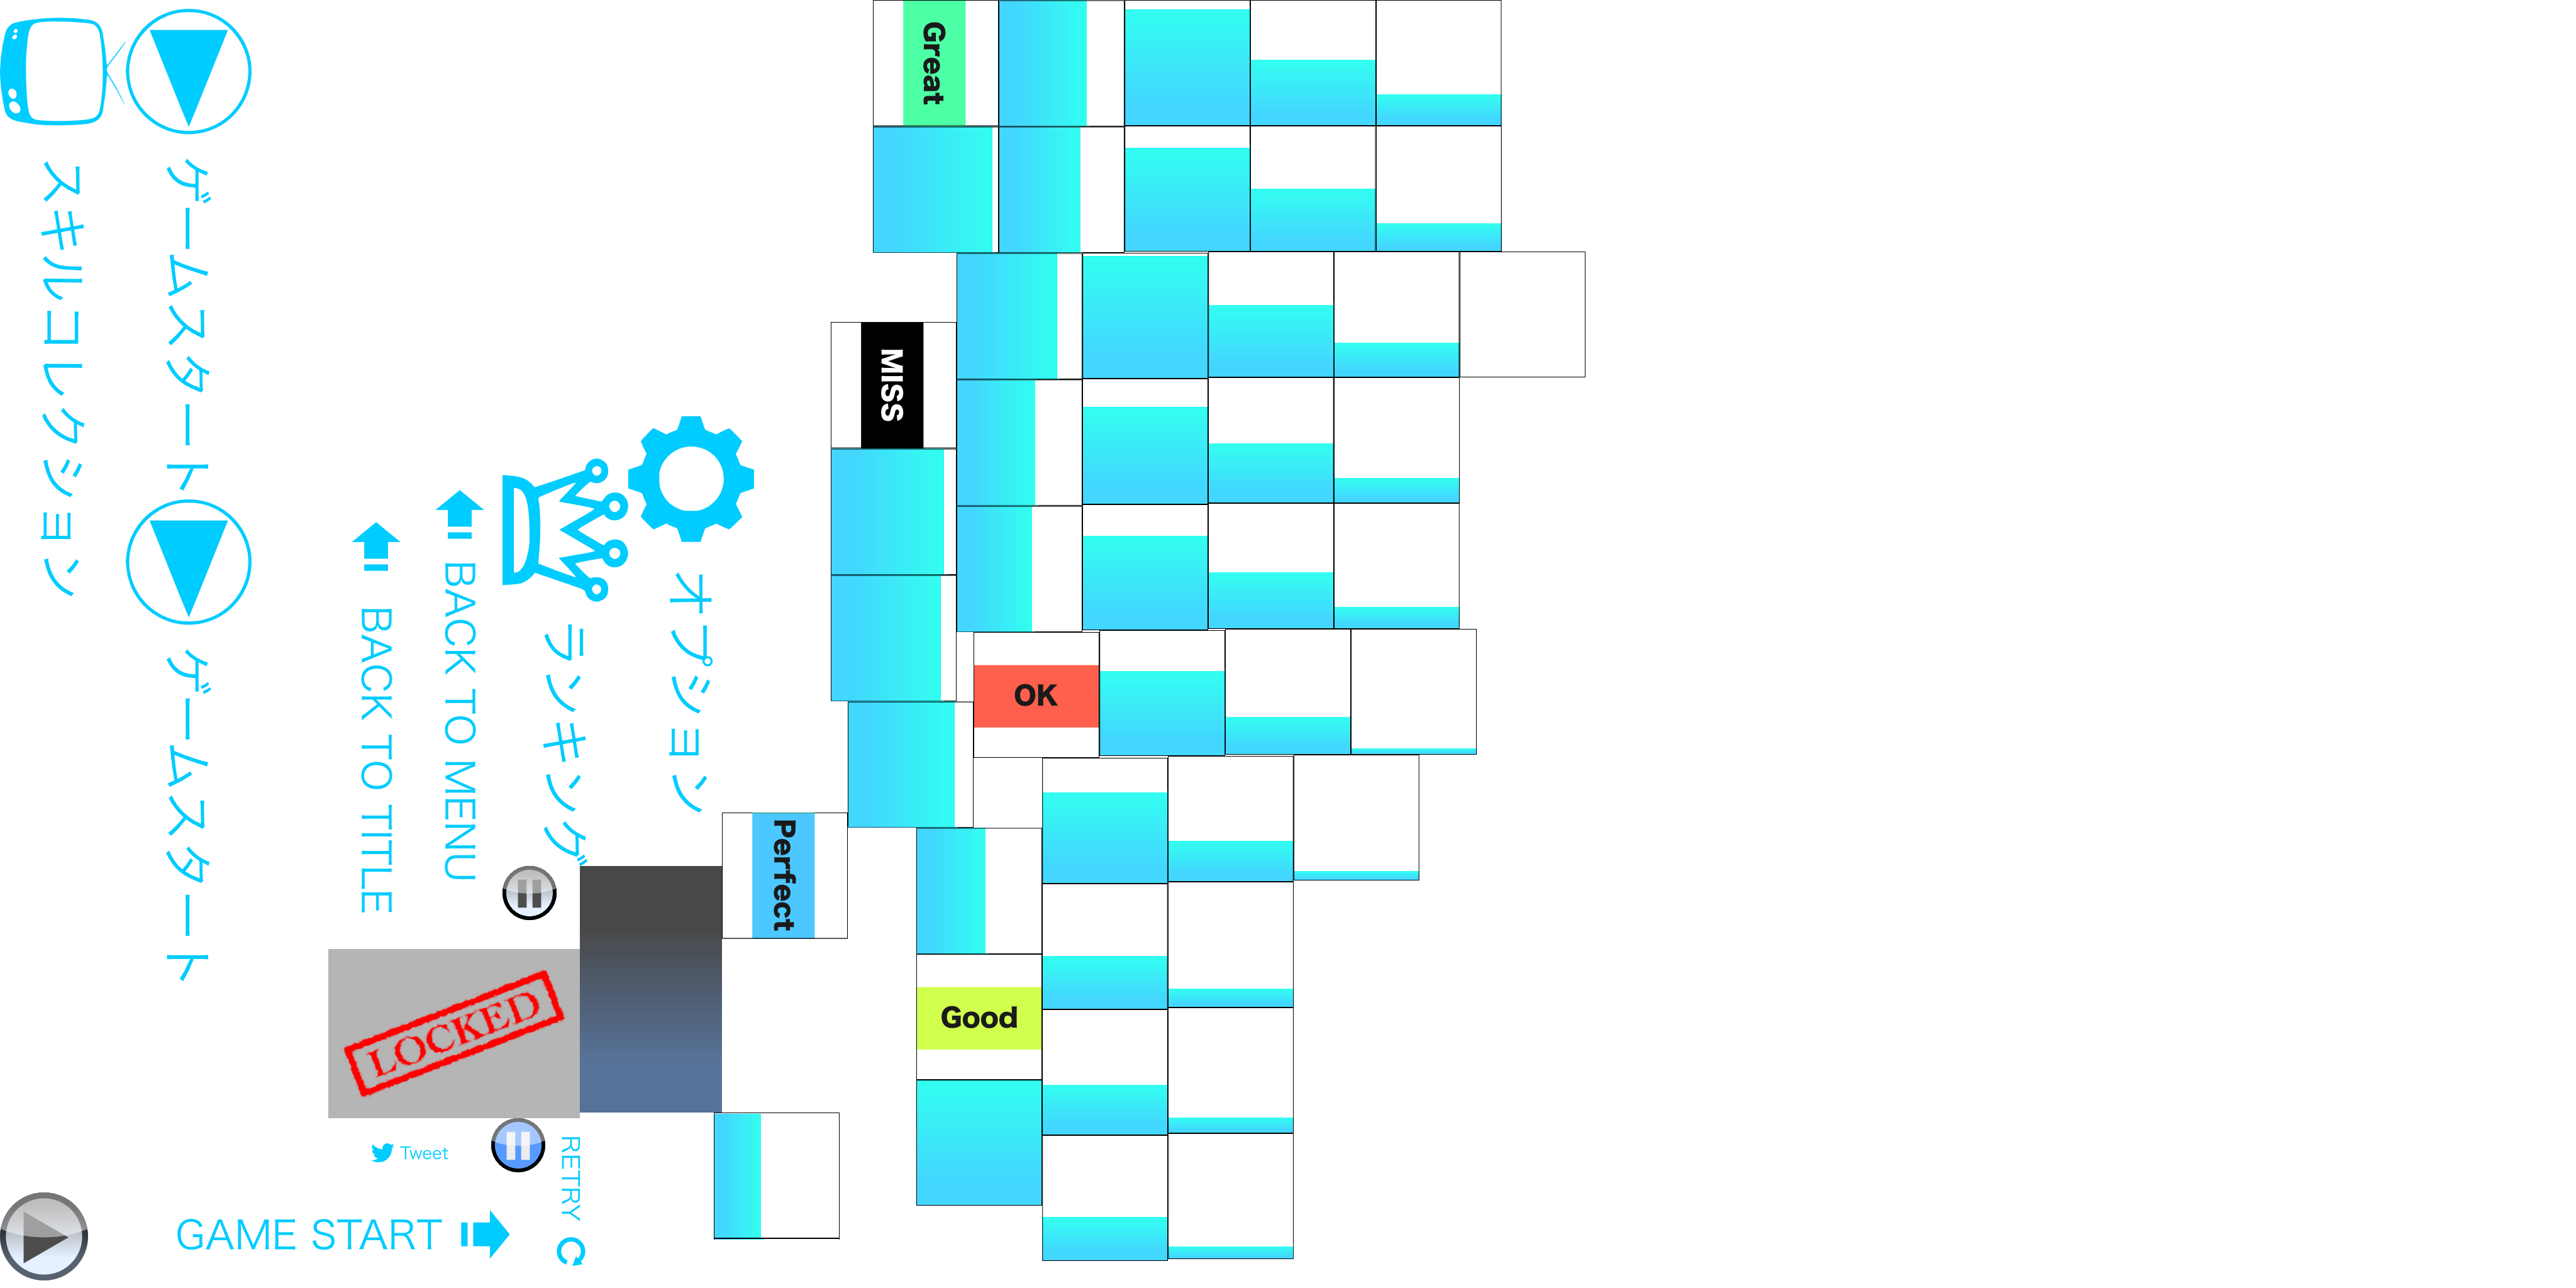 スキルコレクション
ゲームスタート
ゲームスタート
BACK TO TITLE
BACK TO MENU
ランキング
オプション
Great
MISS
OK
Perfect
Good
LOCKED
Tweet
RETRY
GAME START